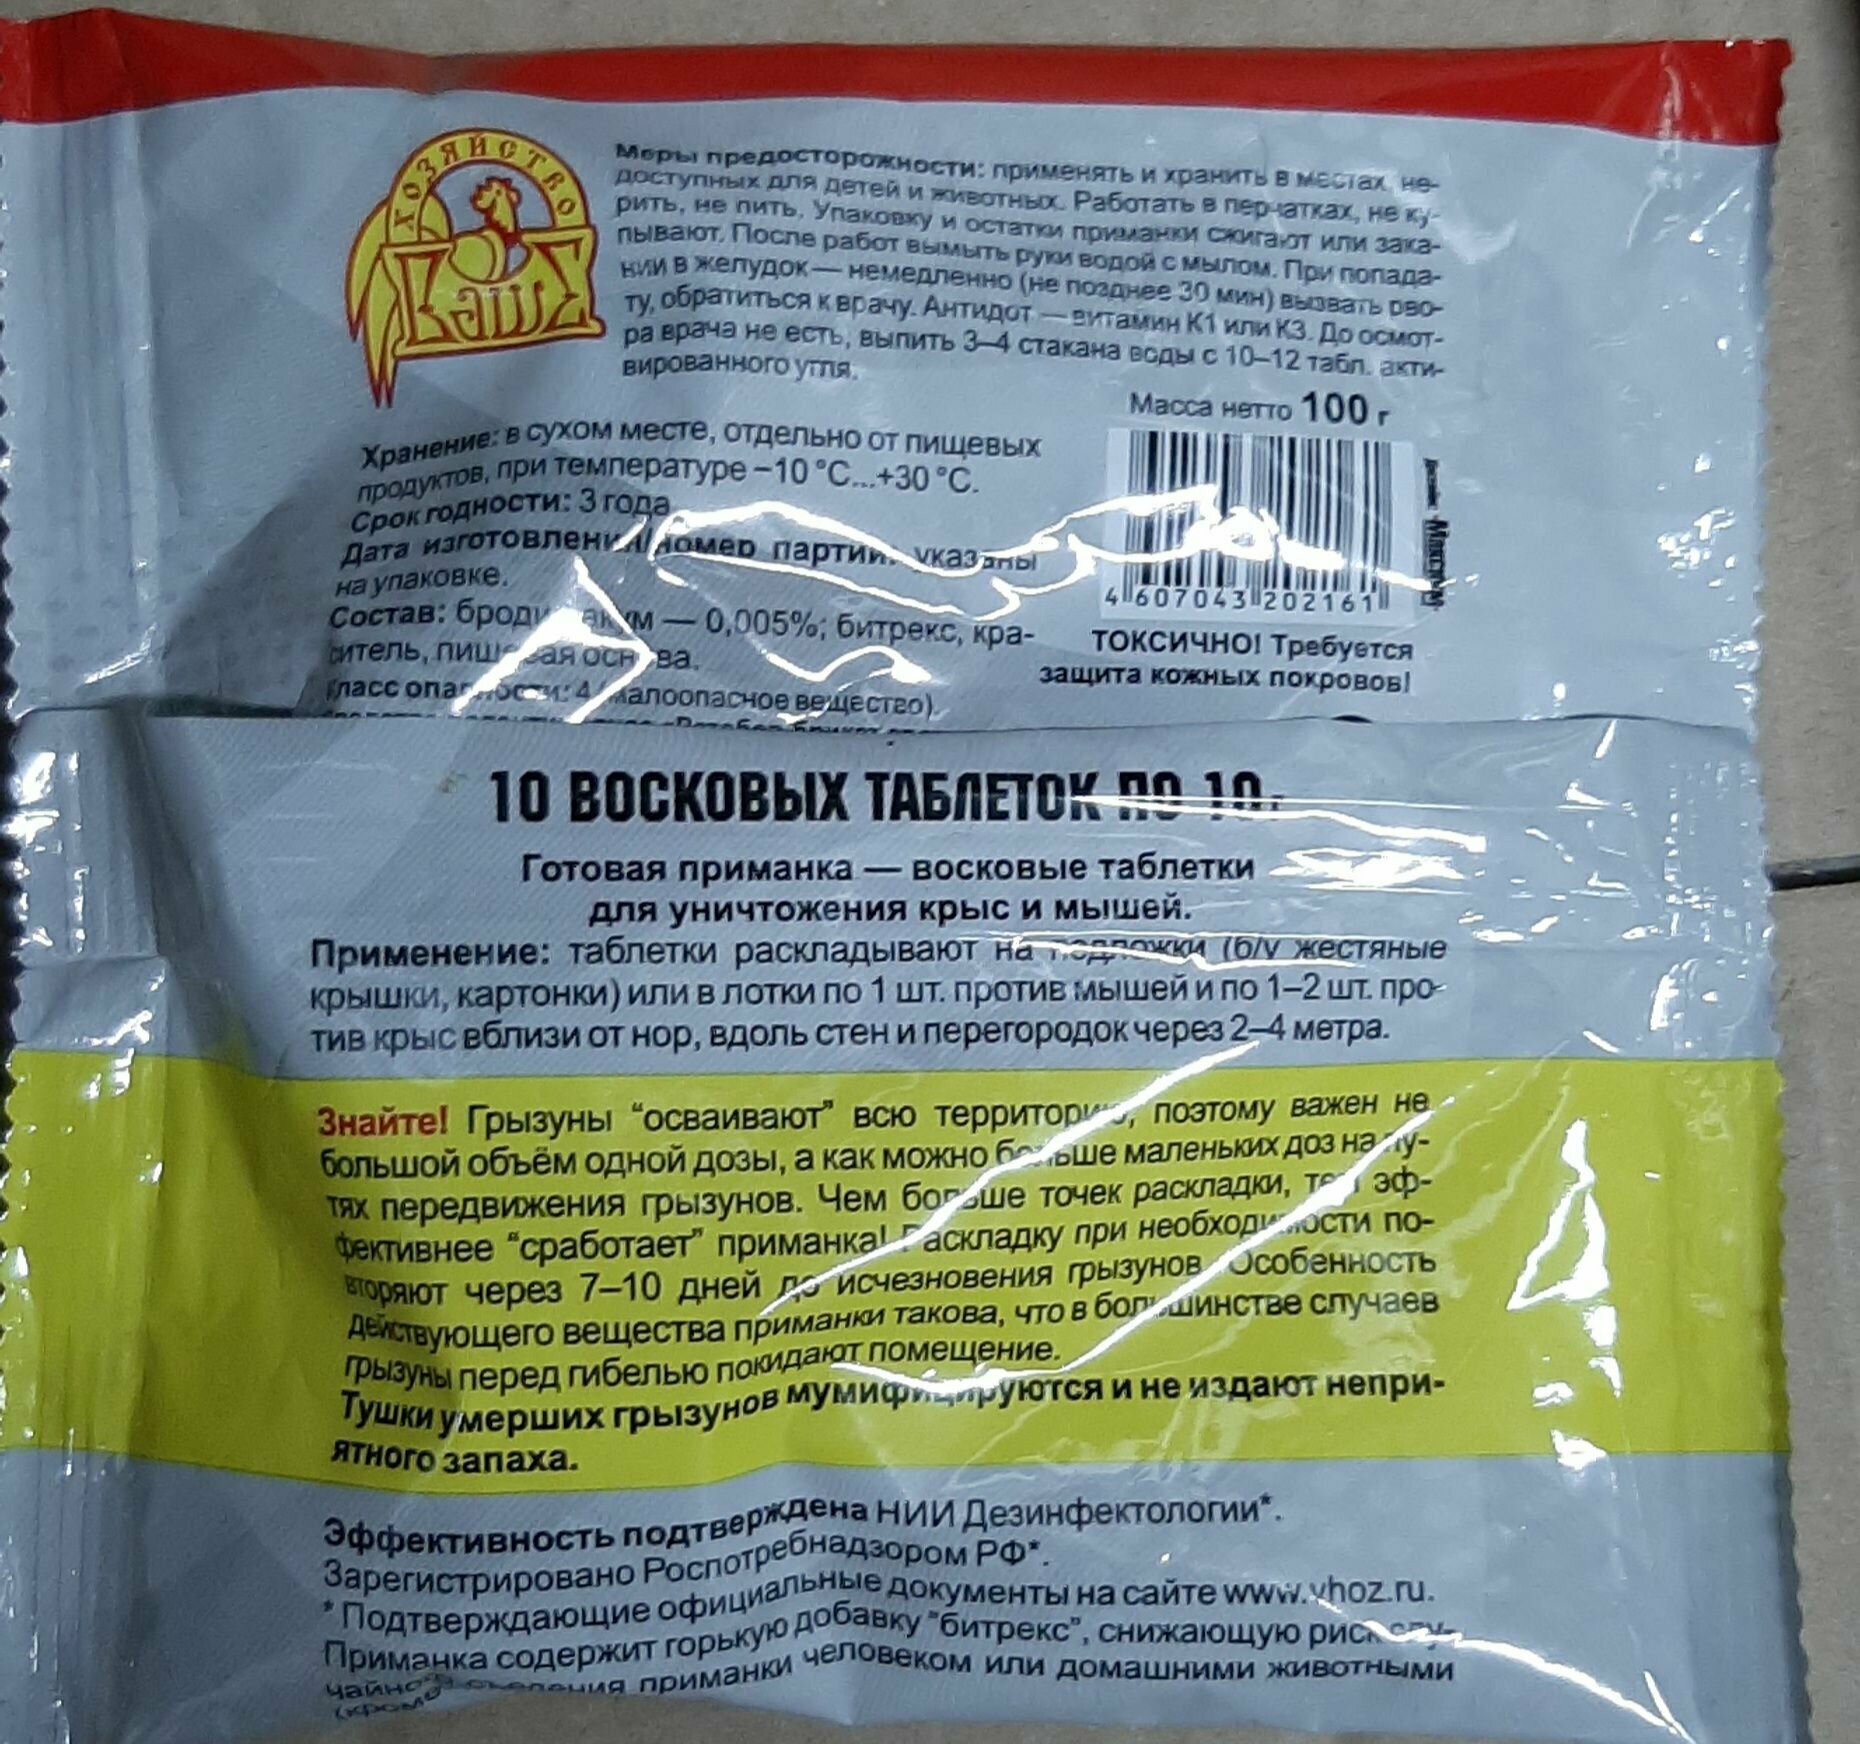 ХОЗЯЙСТВО
ВАШЕ
Меры предосторожности: применять и хранить в местах, не-
доступных для детей и животных. Работать в перчатках, не ку-
рить, не пить. Упаковку и остатки приманки сжигают или зака-
пывают. После работ вымыть руки водой с мылом. При попада-
нии в желудок — немедленно (не позднее 30 мин) вызвать рво-
ту, обратиться к врачу. Антидот — витамин К1 или К3. До осмот-
ра врача не есть, выпить 3–4 стакана воды с 10–12 табл. акти-
вированного угля.
Масса нетто 100 г
Хранение: в сухом месте, отдельно от пищевых
продуктов, при температуре –10 °С...+30 °С.
Срок годности: 3 года
Дата изготовления/номер партии: указаны
на упаковке.
Состав: бродифакум — 0,005%; битрекс, кра-
ситель, пищевая основа.
Класс опасности: 4 (малоопасное вещество).
4 607043 202161
ТОКСИЧНО! Требуется
защита кожных покровов!
10 ВОСКОВЫХ ТАБЛЕТОК ПО 10 г
Готовая приманка — восковые таблетки
для уничтожения крыс и мышей.
Применение: таблетки раскладывают на подложки (б/у жестяные
крышки, картонки) или в лотки по 1 шт. против мышей и по 1–2 шт. про-
тив крыс вблизи от нор, вдоль стен и перегородок через 2–4 метра.
Знайте! Грызуны “осваивают” всю территорию, поэтому важен не
большой объём одной дозы, а как можно больше маленьких доз на пу-
тях передвижения грызунов. Чем больше точек раскладки, тем эф-
фективнее “сработает” приманка! Раскладку при необходимости по-
вторяют через 7–10 дней до исчезновения грызунов. Особенность
действующего вещества приманки такова, что в большинстве случаев
грызуны перед гибелью покидают помещение.
Тушки умерших грызунов мумифицируются и не издают непри-
ятного запаха.
Эффективность подтверждена НИИ Дезинфектологии*.
Зарегистрировано Роспотребнадзором РФ*.
* Подтверждающие официальные документы на сайте www.vhoz.ru.
Приманка содержит горькую добавку “битрекс”, снижающую риск слу-
чайного поедания приманки человеком или домашними животными
(кроме